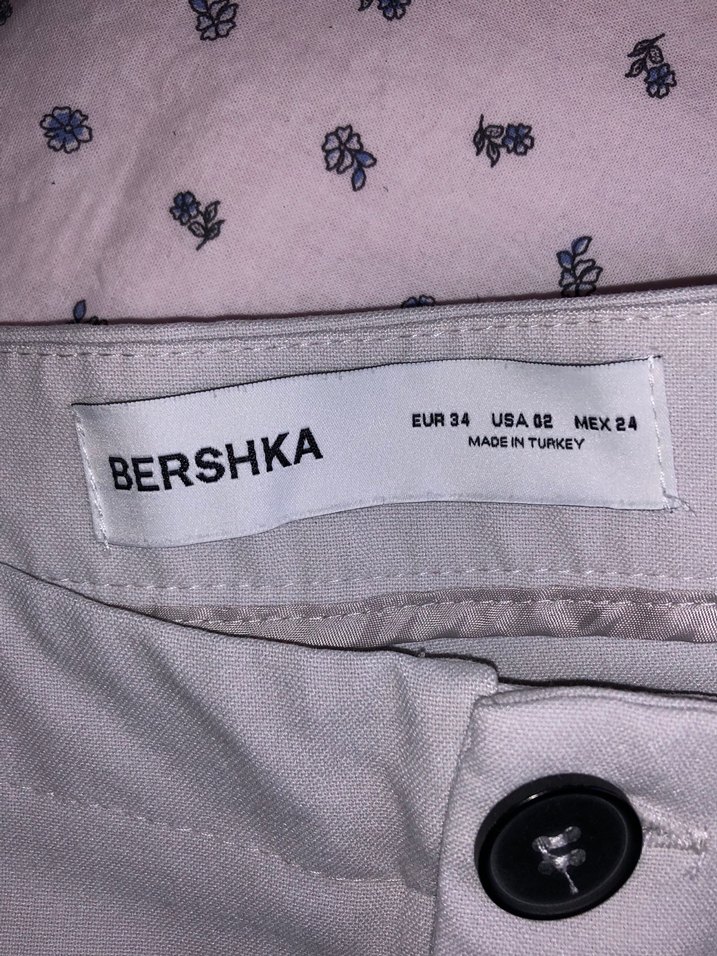 BERSHKA
EUR 34 USA 02 MEX 24
MADE IN TURKEY